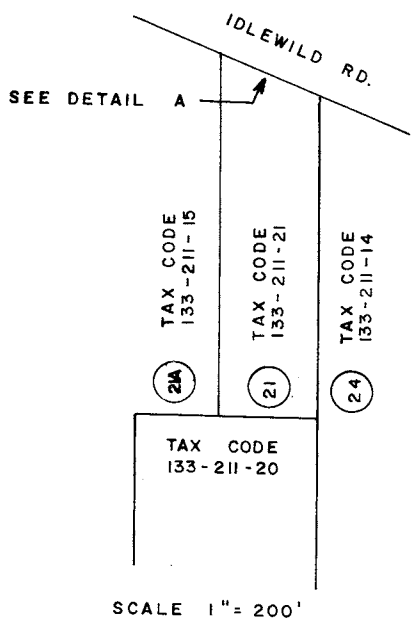 IDLEWILD RD.
SEE DETAIL A
TAX CODE
133-211-15
TAX CODE
133-211-21
TAX CODE
133-211-14
21A
21
24
TAX CODE
133-211-20
SCALE 1"= 200'